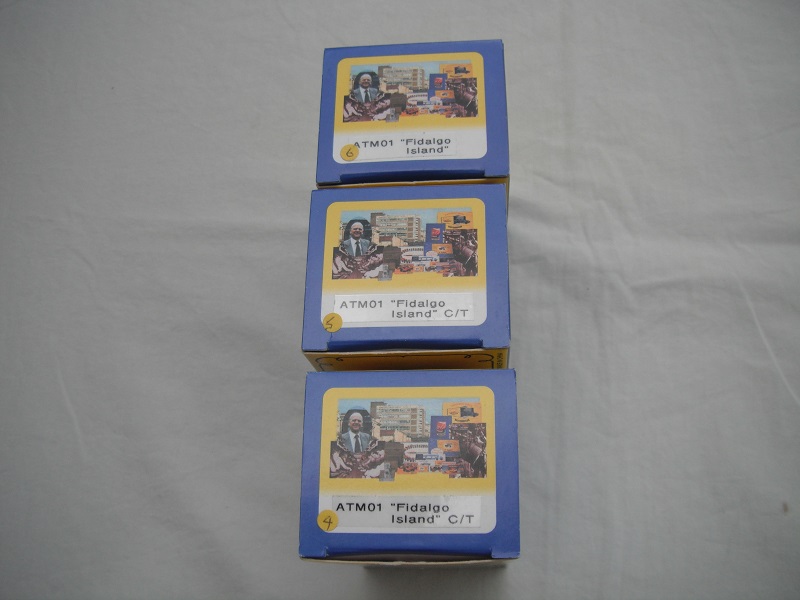 ATM01 "Fidalgo
Island"
6
ATM01 "Fidalgo
Island" C/T
5
ATM01 "Fidalgo
Island" C/T
4